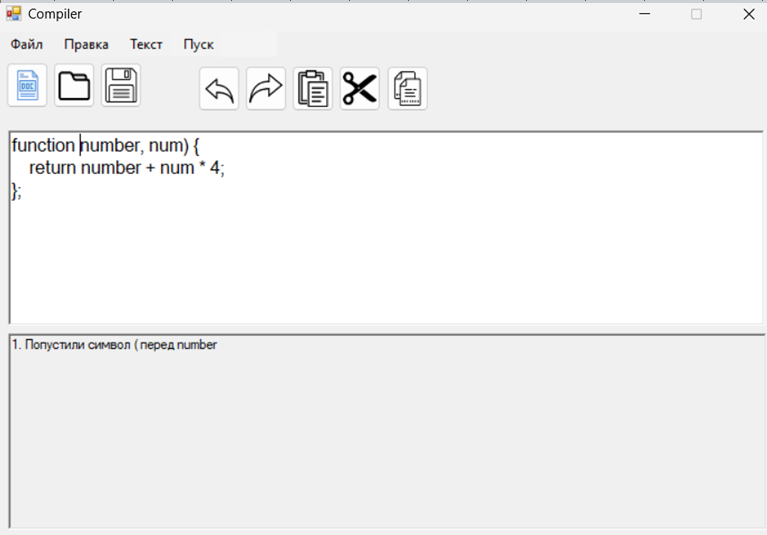 Compiler
Файл Правка Текст Пуск
DOC
function number, num) {
    return number + num * 4;
};
1. Попустили символ ( перед number